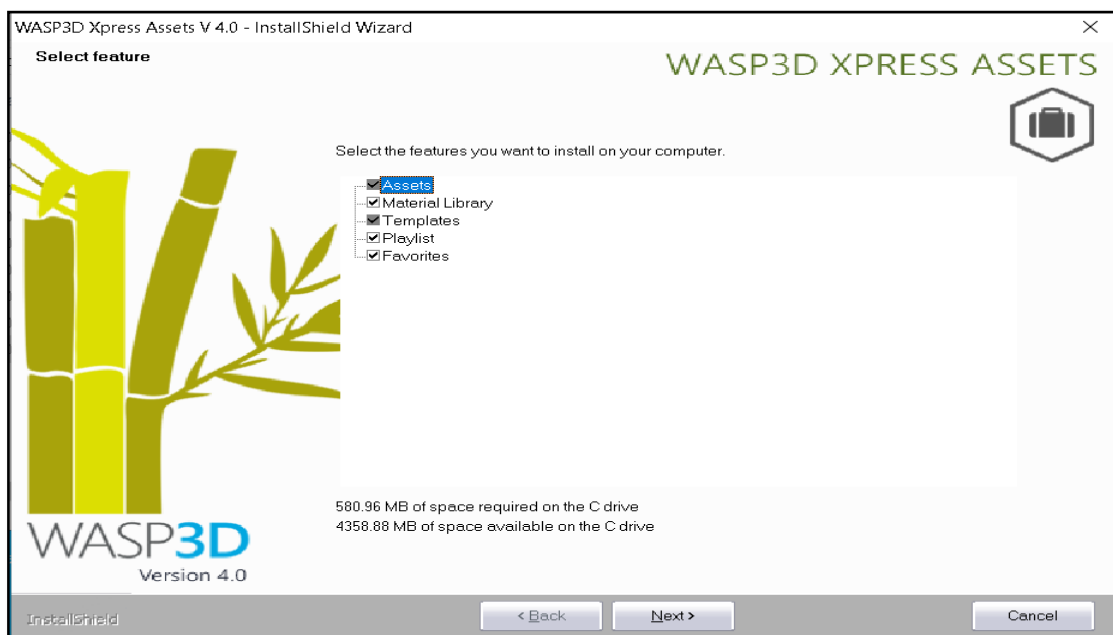 WASP3D Xpress Assets V 4.0 - InstallShield Wizard
Select feature
WASP3D XPRESS ASSETS
Select the features you want to install on your computer.
Assets
Material Library
Templates
Playlist
Favorites
580.96 MB of space required on the C drive
4358.88 MB of space available on the C drive
WASP3D
Version 4.0
InstallShield
< Back
Next >
Cancel